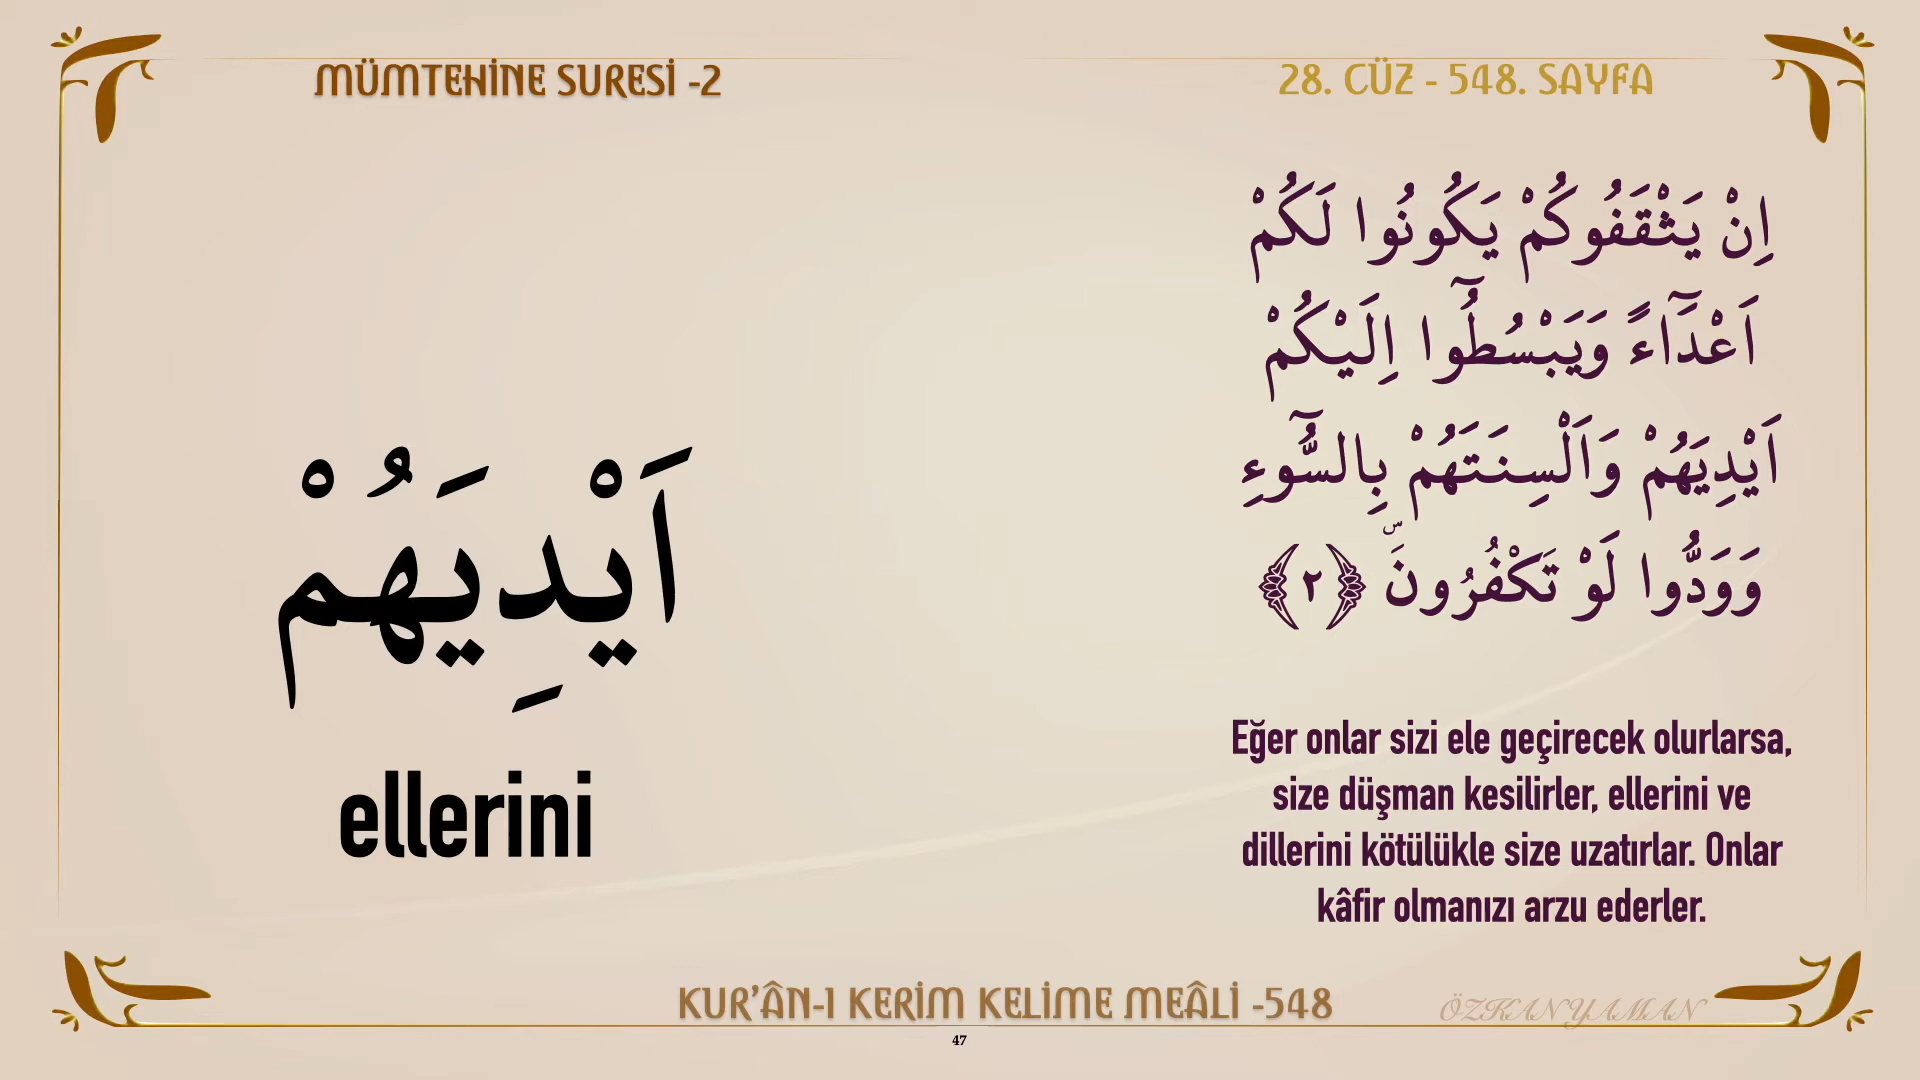 MÜMTEHİNE SURESİ -2
28. CÜZ - 548. SAYFA
اِنْ يَثْقَفُوكُمْ يَكُونُوا لَكُمْ
اَعْدَٓاءً وَيَبْسُطُٓوا اِلَيْكُمْ
اَيْدِيَهُمْ وَاَلْسِنَتَهُمْ بِالسُّٓوءِ
وَوَدُّوا لَوْ تَكْفُرُونَۜ ﴿٢﴾
اَيْدِيَهُمْ
ellerini
Eğer onlar sizi ele geçirecek olurlarsa,
size düşman kesilirler, ellerini ve
dillerini kötülükle size uzatırlar. Onlar
kâfir olmanızı arzu ederler.
KUR'ÂN-I KERİM KELİME MEÂLİ -548
ÖZKAN YAMAN
47